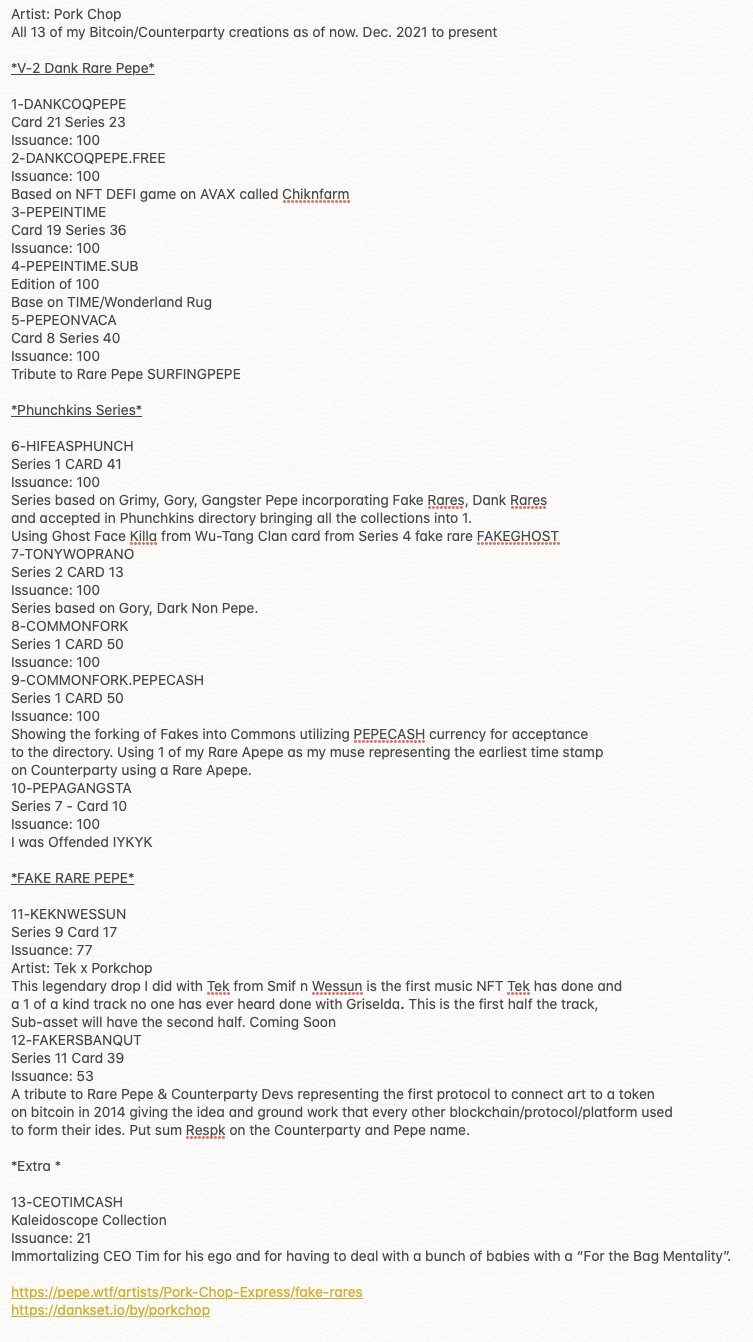 Artist: Pork Chop
All 13 of my Bitcoin/Counterparty creations as of now. Dec. 2021 to present
*V-2 Dank Rare Pepe*
1-DANKCOQPEPE
Card 21 Series 23
Issuance: 100
2-DANKCOQPEPE.FREE
Issuance: 100
Based on NFT DEFI game on AVAX called Chiknfarm
3-PEPEINTIME
Card 19 Series 36
Issuance: 100
4-PEPEINTIME.SUB
Edition of 100
Base on TIME/Wonderland Rug
5-PEPEONVACA
Card 8 Series 40
Issuance: 100
Tribute to Rare Pepe SURFINGPEPE
*Phunchkins Series*
6-HIFEASPHUNCH
Series 1 CARD 41
Issuance: 100
Series based on Grimy, Gory, Gangster Pepe incorporating Fake Rares, Dank Rares
and accepted in Phunchkins directory bringing all the collections into 1.
Using Ghost Face Killa from Wu-Tang Clan card from Series 4 fake rare FAKEGHOST
7-TONYWOPRANO
Series 2 CARD 13
Issuance: 100
Series based on Gory, Dark Non Pepe.
8-COMMONFORK
Series 1 CARD 50
Issuance: 100
9-COMMONFORK.PEPECASH
Series 1 CARD 50
Issuance: 100
Showing the forking of Fakes into Commons utilizing PEPECASH currency for acceptance
to the directory. Using 1 of my Rare Apepe as my muse representing the earliest time stamp
on Counterparty using a Rare Apepe.
10-PEPAGANGSTA
Series 7 - Card 10
Issuance: 100
I was Offended IYKYK
*FAKE RARE PEPE*
11-KEKNWESSUN
Series 9 Card 17
Issuance: 77
Artist: Tek x Porkchop
This legendary drop I did with Tek from Smif n Wessun is the first music NFT Tek has done and
a 1 of a kind track no one has ever heard done with Griselda. This is the first half the track,
Sub-asset will have the second half. Coming Soon
12-FAKERSBANQUT
Series 11 Card 39
Issuance: 53
A tribute to Rare Pepe & Counterparty Devs representing the first protocol to connect art to a token
on bitcoin in 2014 giving the idea and ground work that every other blockchain/protocol/platform used
to form their ides. Put sum Respk on the Counterparty and Pepe name.
*Extra *
13-CEOTIMCASH
Kaleidoscope Collection
Issuance: 21
Immortalizing CEO Tim for his ego and for having to deal with a bunch of babies with a “For the Bag Mentality”.
https://pepe.wtf/artists/Pork-Chop-Express/fake-rares
https://dankset.io/by/porkchop